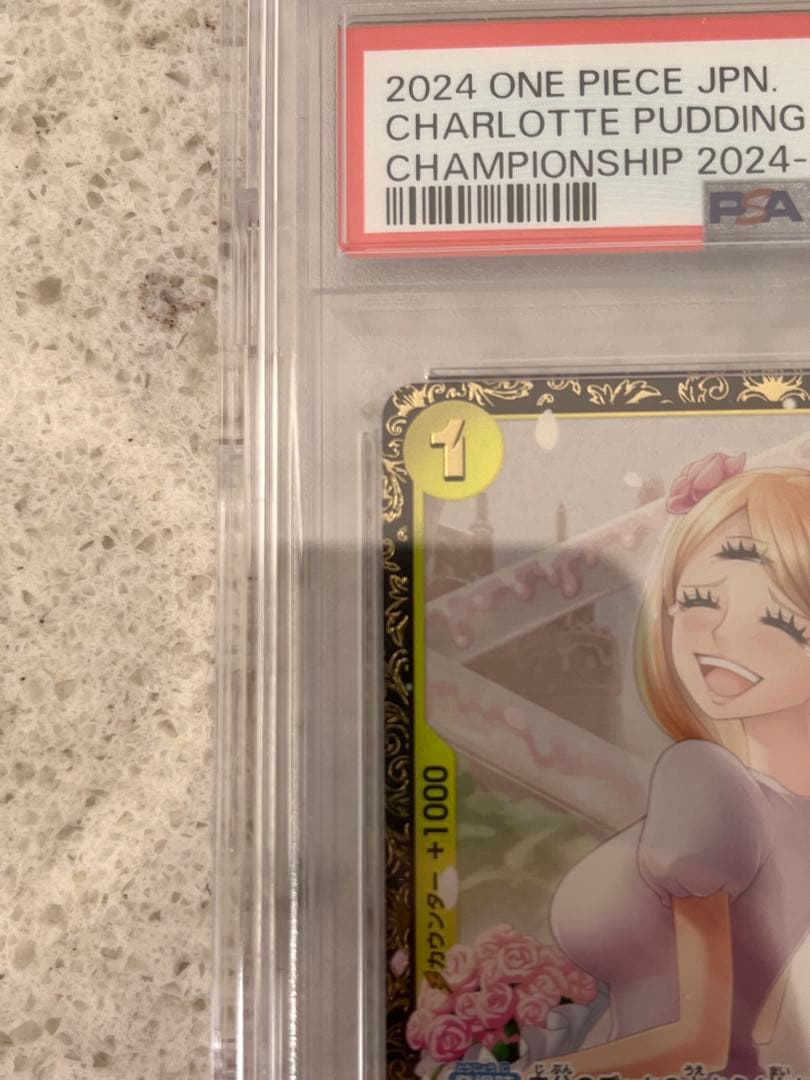 2024 ONE PIECE JPN.
CHARLOTTE PUDDING
CHAMPIONSHIP 2024-
PSA
1
カウンター +1000